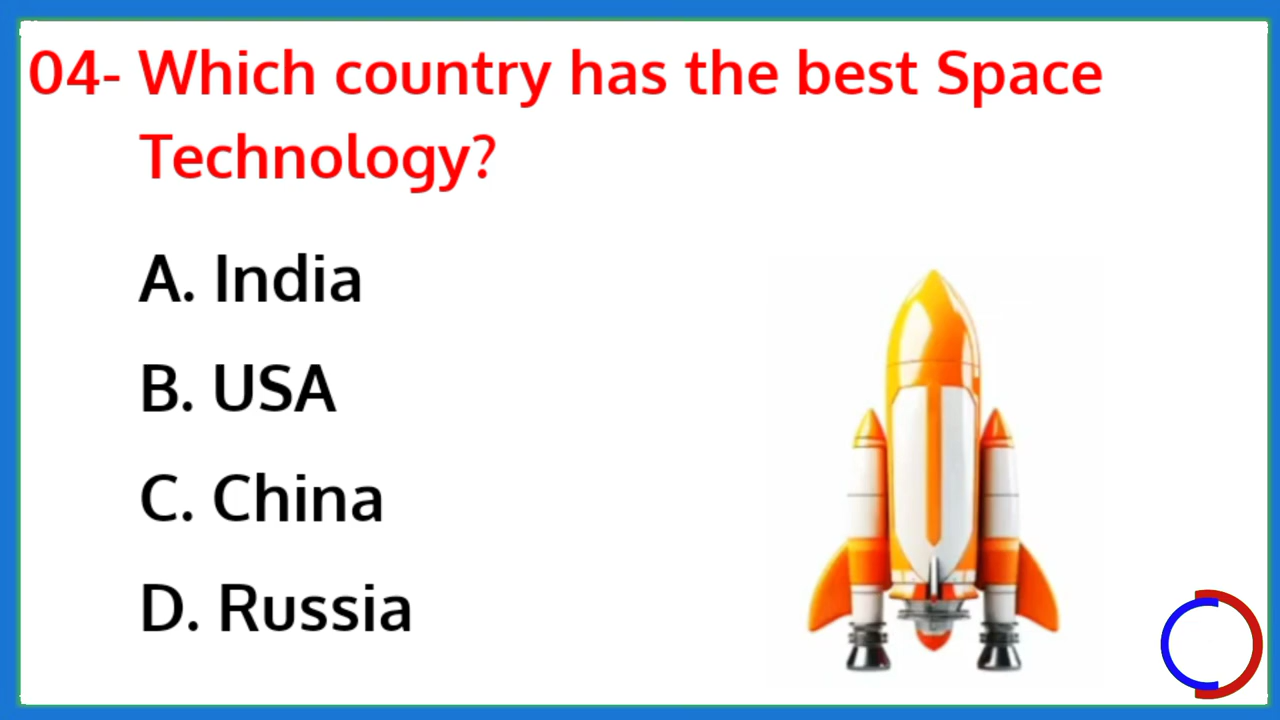 04- Which country has the best Space
Technology?
A. India
B. USA
C. China
D. Russia